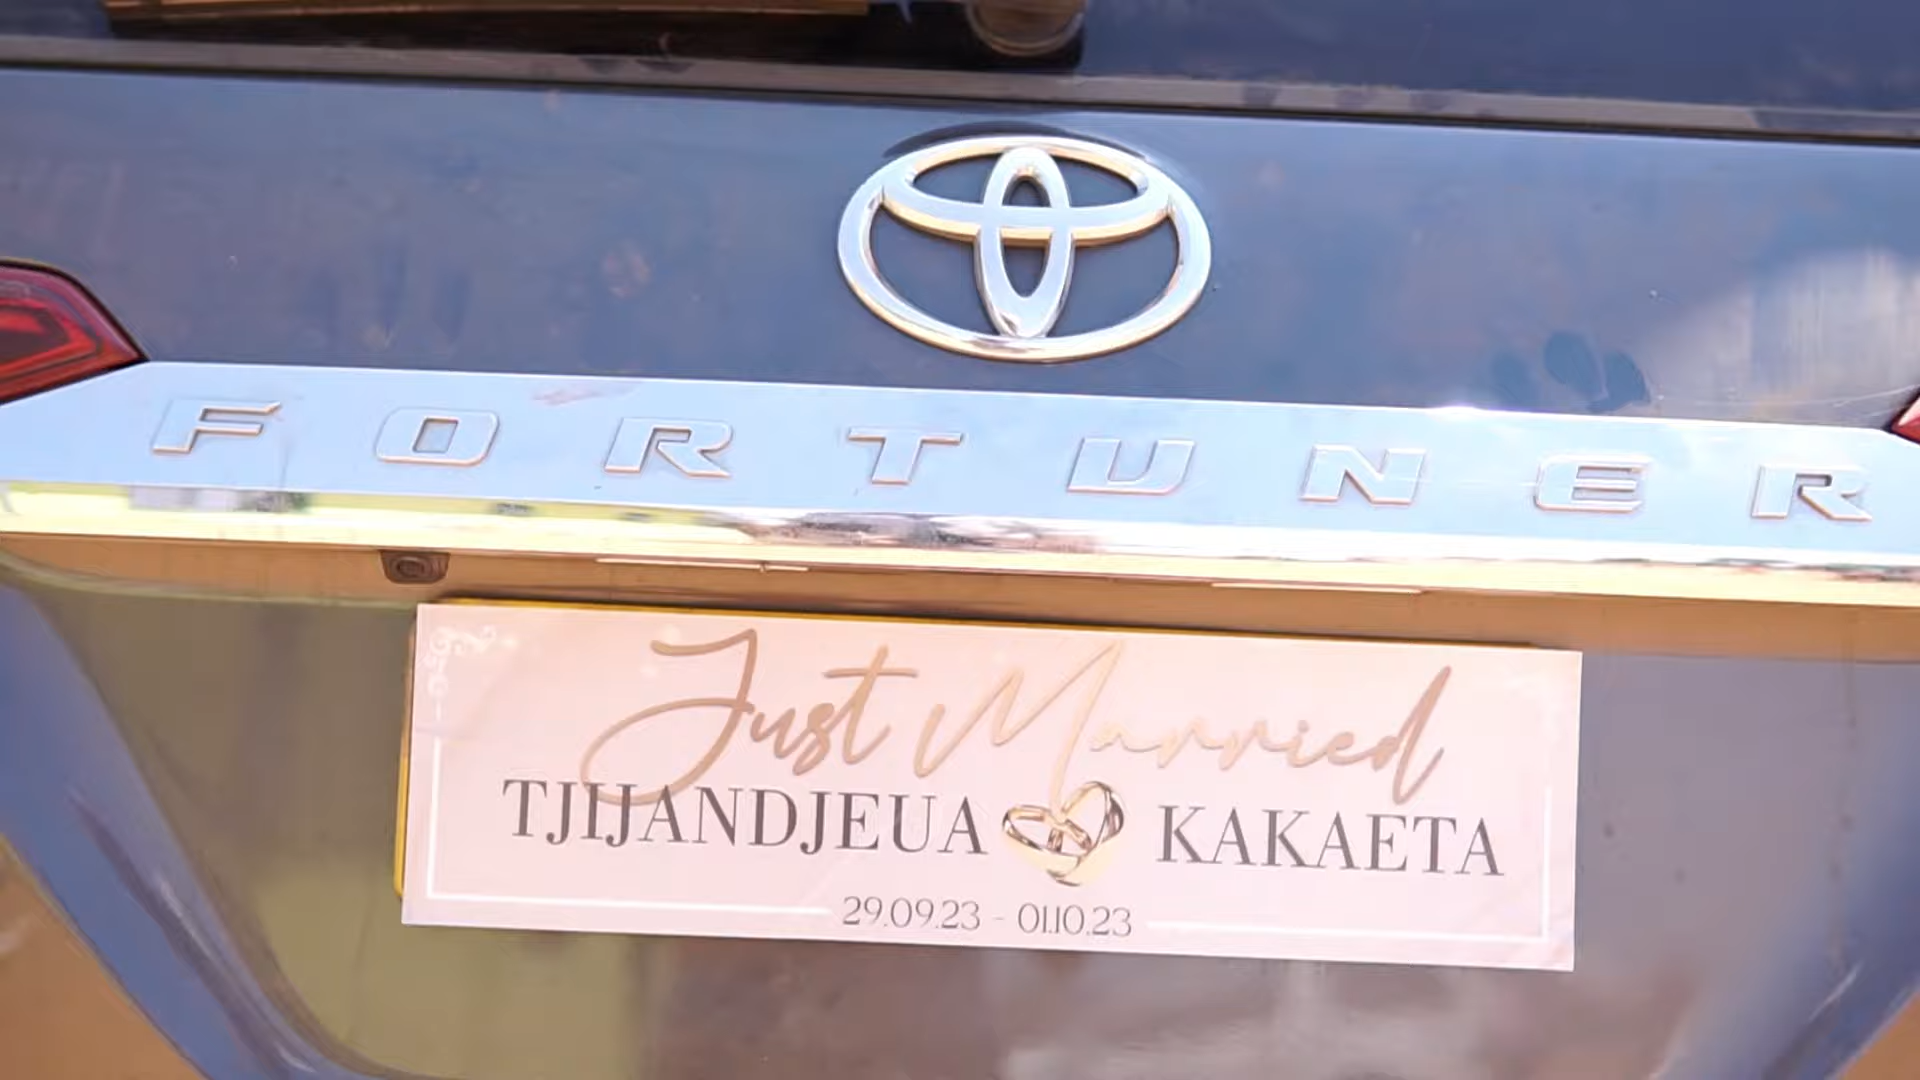 FORTUNER
Just Married
TJIJANDJEUA KAKAETA
29.09.23 - 01.10.23